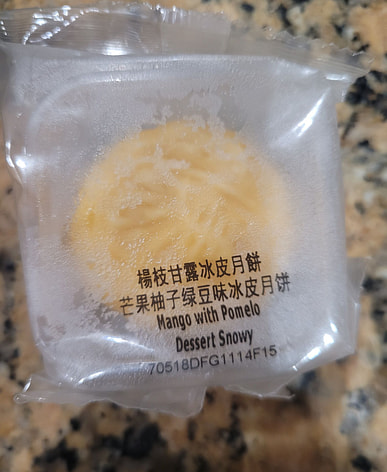 楊枝甘露冰皮月餅
芒果柚子绿豆味冰皮月饼
Mango with Pomelo
Dessert Snowy
70518DFG1114F15